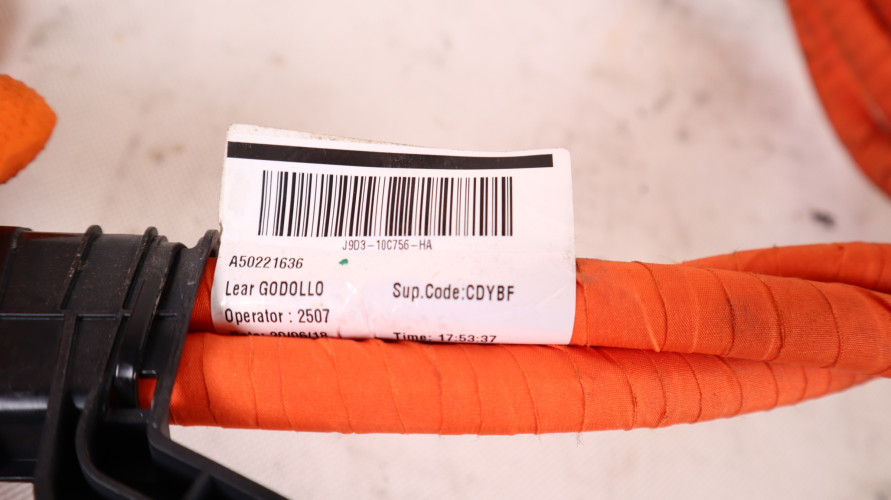 J9D3-10C756-HA
A50221636
Lear GODOLLO Sup.Code:CDYBF
Operator : 2507
Time: 17:53:37